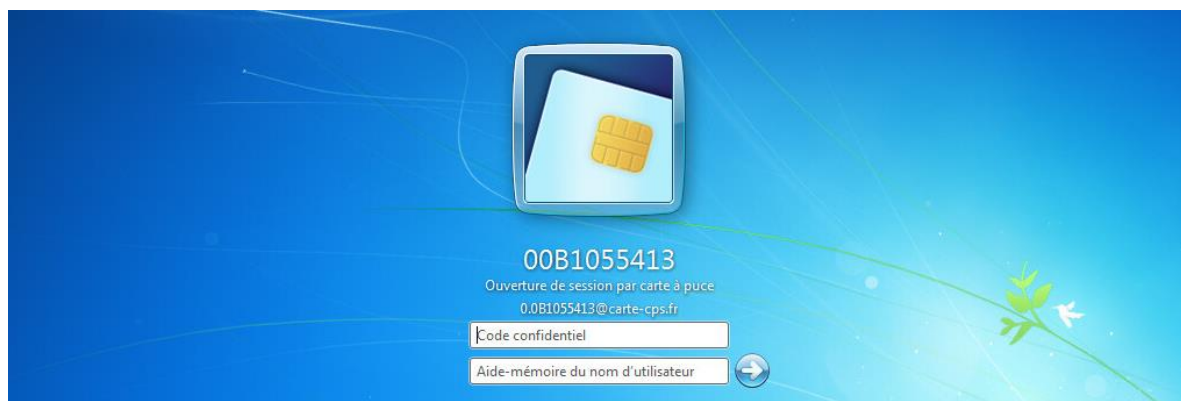 00B1055413
Ouverture de session par carte à puce
0.0B1055413@carte-cps.fr
Code confidentiel
Aide-mémoire du nom d'utilisateur